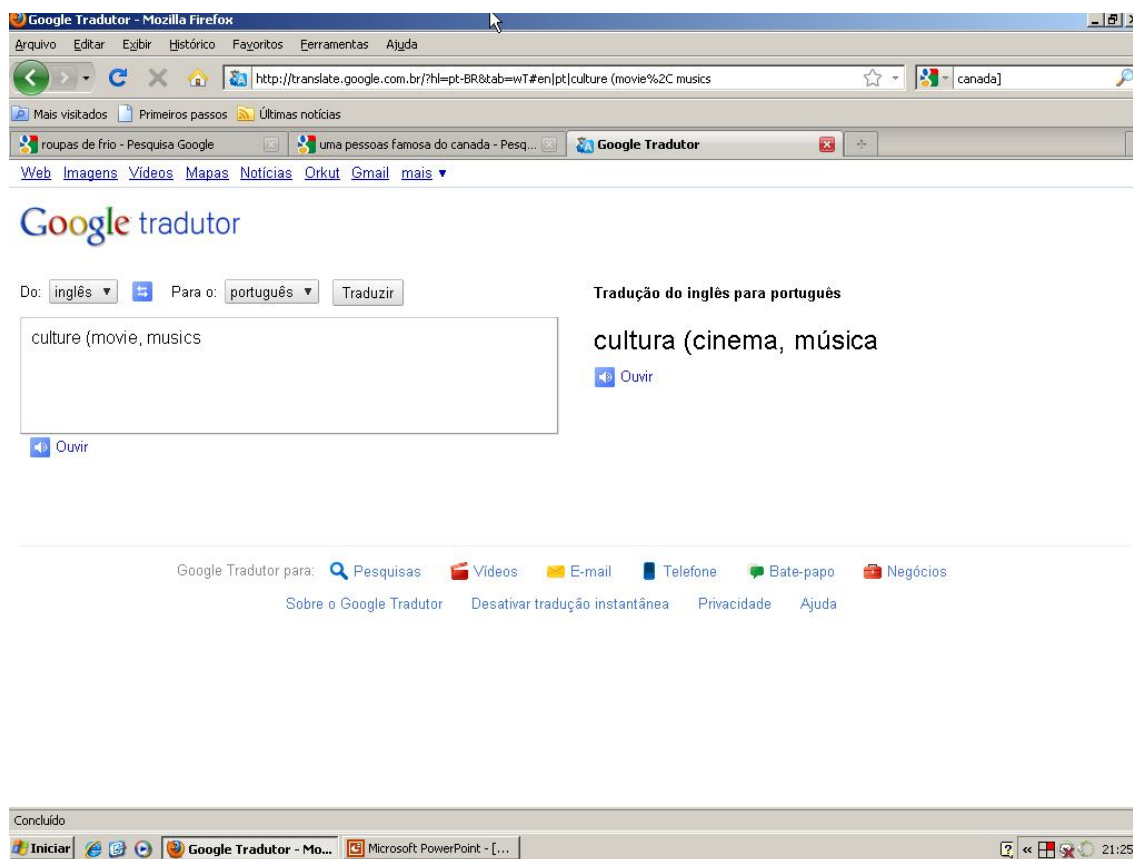 Google Tradutor - Mozilla Firefox
Arquivo Editar Exibir Histórico Favoritos Ferramentas Ajuda
http://translate.google.com.br/?hl=pt-BR&tab=wT#en|pt|culture (movie%2C musics canada]
Mais visitados Primeiros passos Últimas notícias
roupas de frio - Pesquisa Google uma pessoas famosa do canada - Pesq... Google Tradutor
Web Imagens Vídeos Mapas Notícias Orkut Gmail mais ▼
Google tradutor
Do: inglês ▼ Para o: português ▼ Traduzir Tradução do inglês para português
culture (movie, musics cultura (cinema, música
Ouvir
Ouvir
Google Tradutor para: Pesquisas Vídeos E-mail Telefone Bate-papo Negócios
Sobre o Google Tradutor Desativar tradução instantânea Privacidade Ajuda
Concluído
Iniciar Google Tradutor - Mo... Microsoft PowerPoint - [... « 21:25